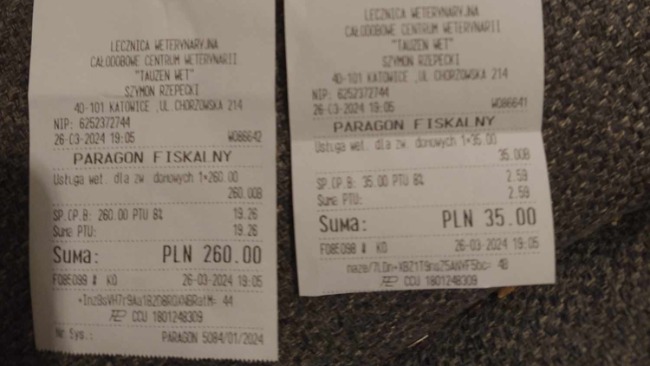 LECZNICA WETERYNARYJNA
CAŁODOBOWE CENTRUM WETERYNARII
"TAUZEN WET"
SZYMON RZEPECKI
40-101 KATOWICE ,UL CHORZOWSKA 214
NIP: 6252372744
26-03-2024 19:05 W086642
PARAGON FISKALNY
Usługa wet. dla zw. domowych 1*260.00
260.00B
SP.OP.B: 260.00 PTU 8% 19.26
Suma PTU: 19.26
Suma: PLN 260.00
26-03-2024 19:05
CCU 1801248309
Nr Sys.: PARAGON 5084/01/2024
LECZNICA WETERYNARYJNA
CAŁODOBOWE CENTRUM WETERYNARII
"TAUZEN WET"
SZYMON RZEPECKI
40-101 KATOWICE ,UL CHORZOWSKA 214
NIP: 6252372744
26-03-2024 19:05 W086641
PARAGON FISKALNY
Usługa wet. dla zw. domowych 1*35.00
35.00B
SP.OP.B: 35.00 PTU 8% 2.59
Suma PTU: 2.59
Suma: PLN 35.00
26-03-2024 19:05
CCU 1801248309